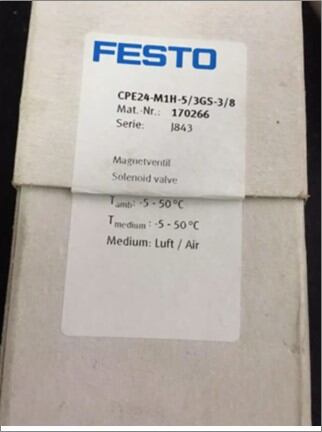 FESTO
CPE24-M1H-5/3GS-3/8
Mat.-Nr.: 170266
Serie: J843
Magnetventil
Solenoid valve
Tamb: -5 - 50°C
Tmedium : -5 - 50°C
Medium: Luft / Air